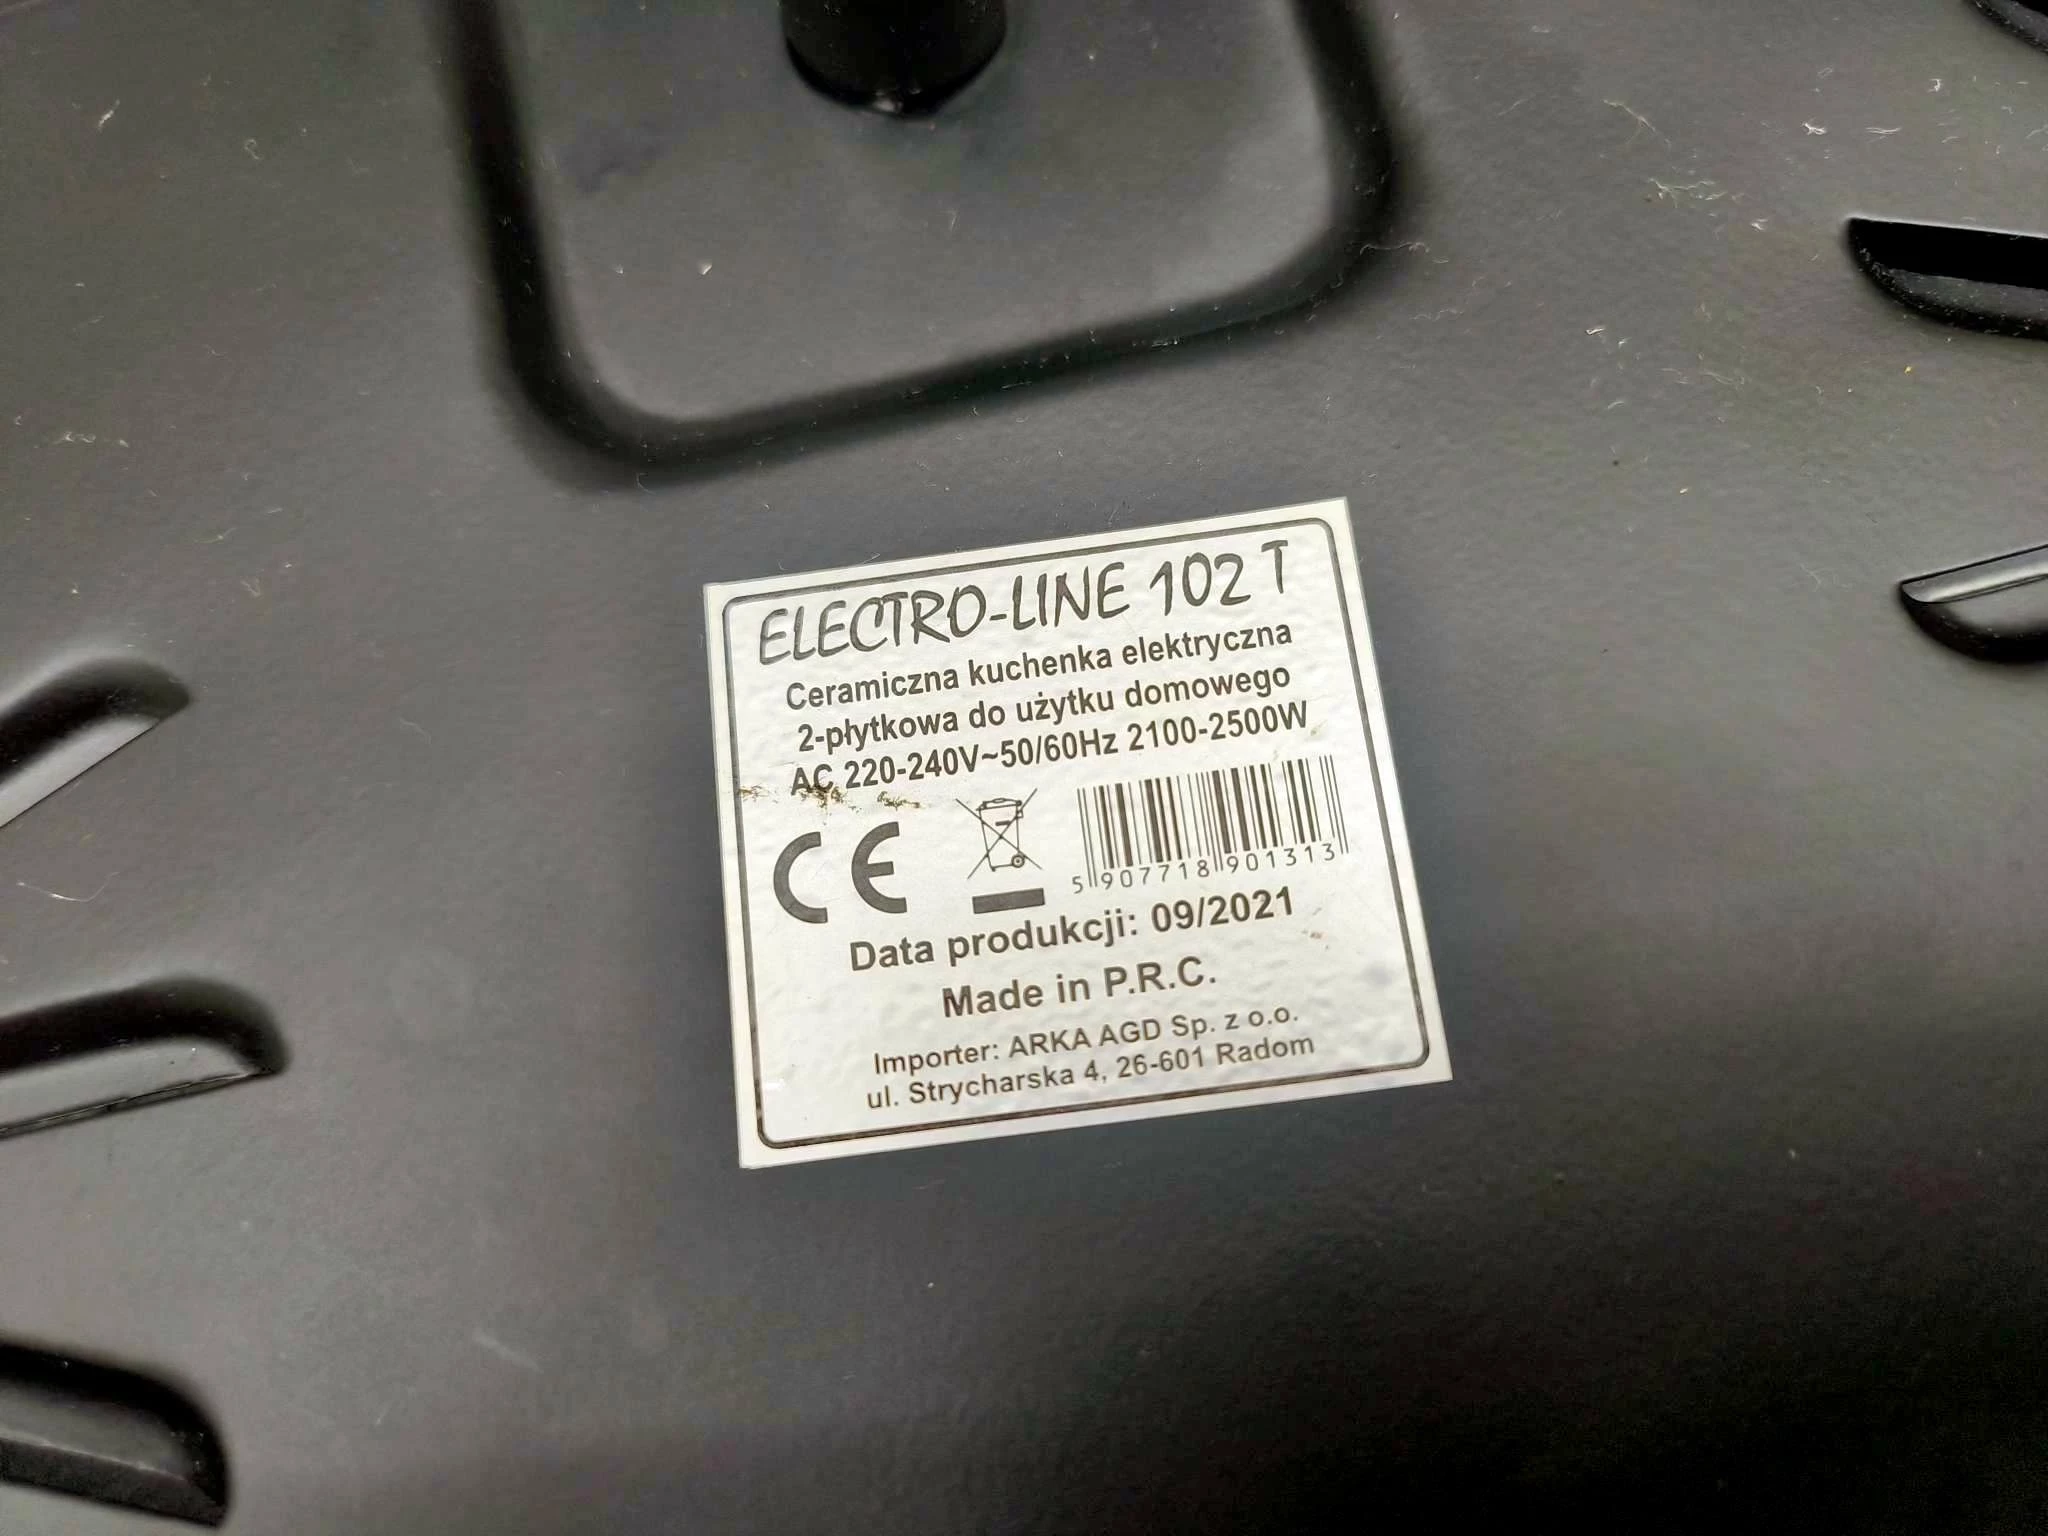 ELECTRO-LINE 102 T
Ceramiczna kuchenka elektryczna
2-płytkowa do użytku domowego
AC 220-240V~50/60Hz 2100-2500W
CE
5 907718 901313
Data produkcji: 09/2021
Made in P.R.C.
Importer: ARKA AGD Sp. z o.o.
ul. Strycharska 4, 26-601 Radom